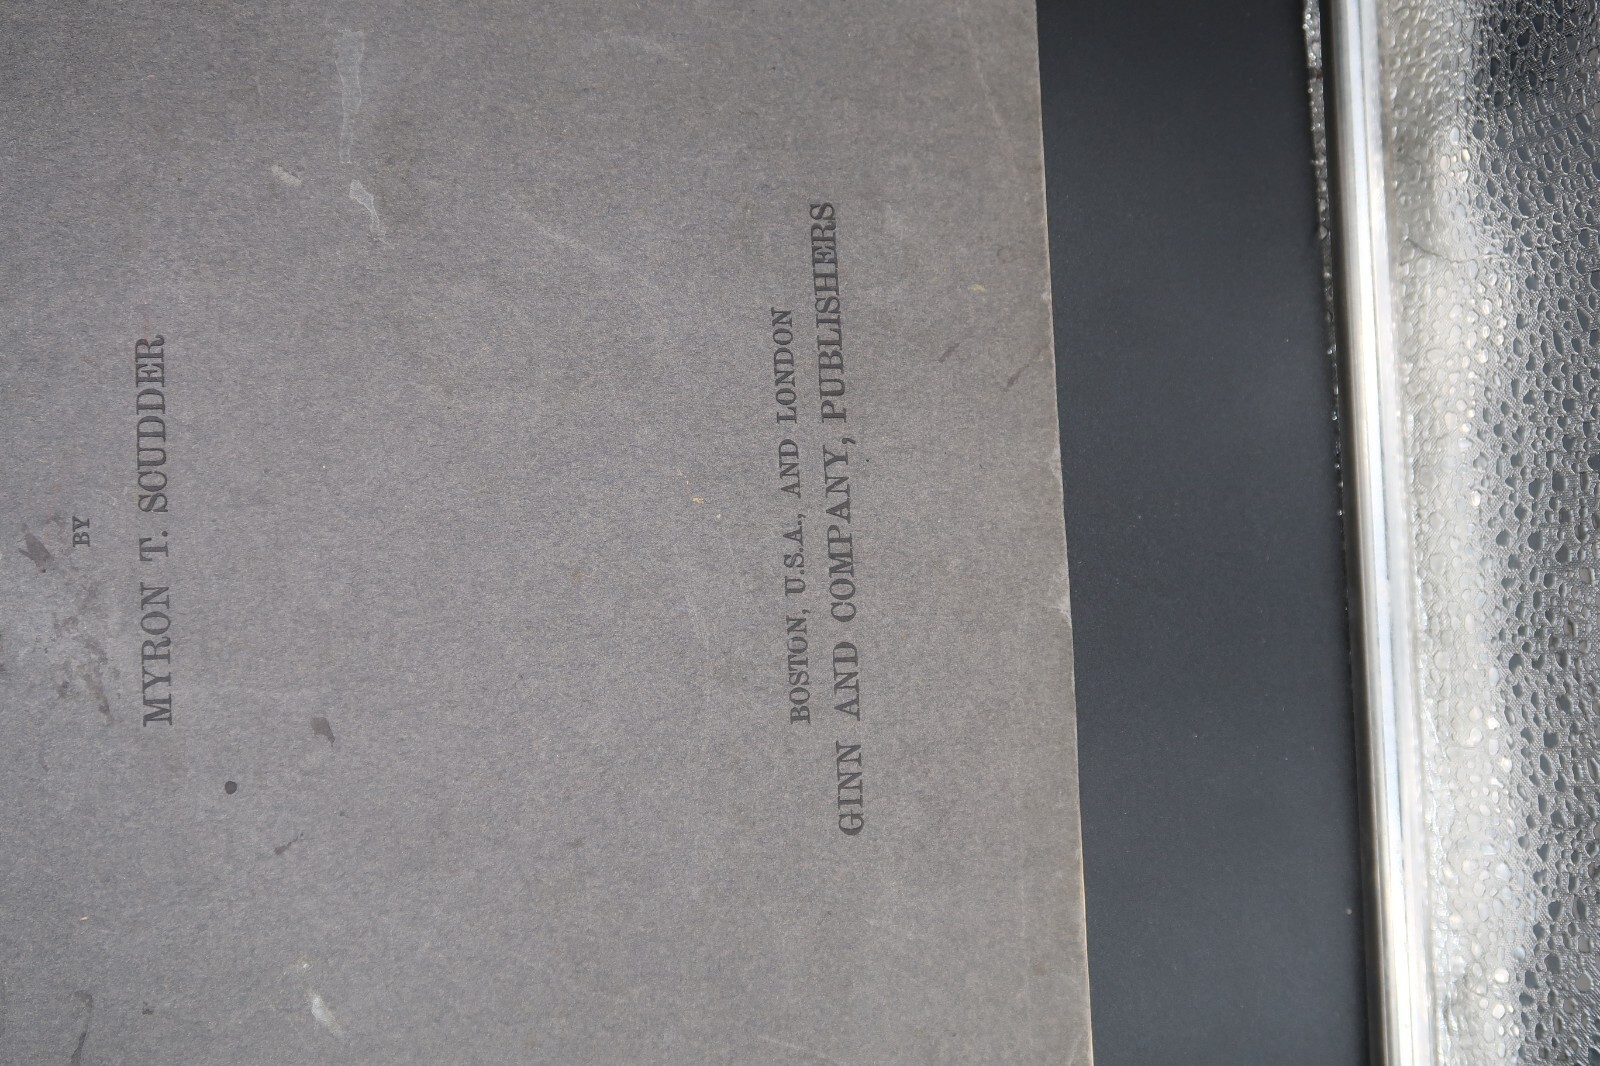 BY
MYRON T. SCUDDER
BOSTON, U.S.A., AND LONDON
GINN AND COMPANY, PUBLISHERS